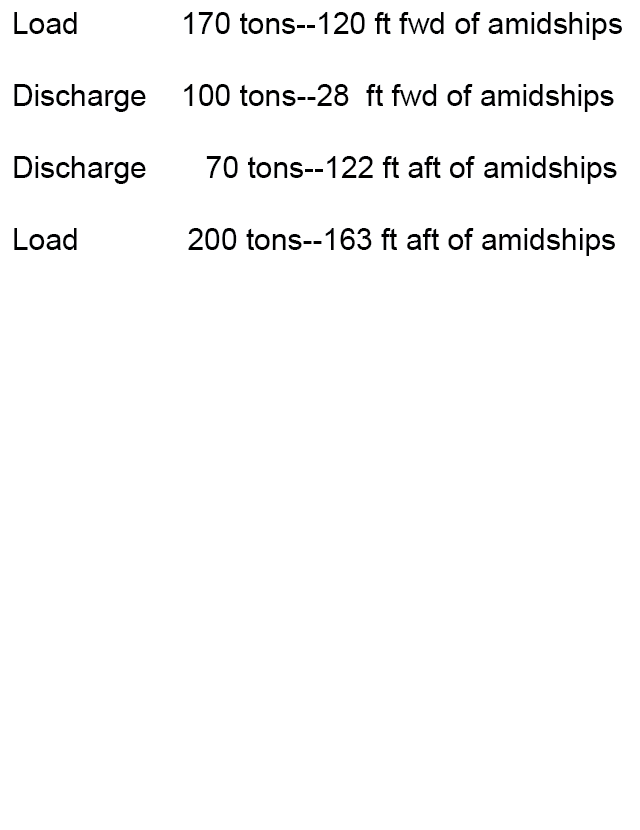 Load 170 tons--120 ft fwd of amidships
Discharge 100 tons--28 ft fwd of amidships
Discharge 70 tons--122 ft aft of amidships
Load 200 tons--163 ft aft of amidships